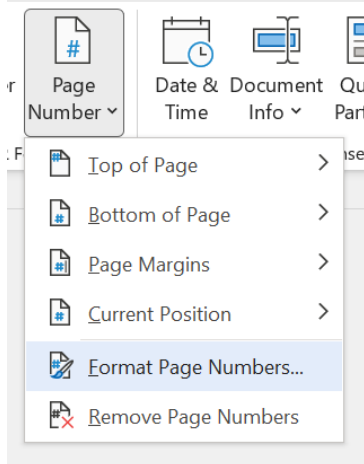 Page
Number
Date &
Time
Document
Info
Top of Page
Bottom of Page
Page Margins
Current Position
Format Page Numbers...
Remove Page Numbers